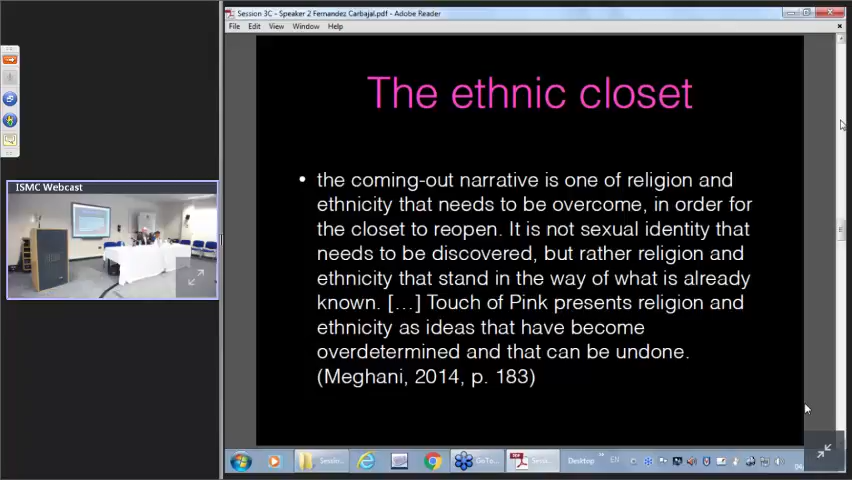 Session 3C - Speaker 2 Fernandez Carbajal.pdf - Adobe Reader
File Edit View Window Help
ISMC Webcast
The ethnic closet
• the coming-out narrative is one of religion and
ethnicity that needs to be overcome, in order for
the closet to reopen. It is not sexual identity that
needs to be discovered, but rather religion and
ethnicity that stand in the way of what is already
known. […] Touch of Pink presents religion and
ethnicity as ideas that have become
overdetermined and that can be undone.
(Meghani, 2014, p. 183)
Sessio... GoTo... Sessi... Desktop EN